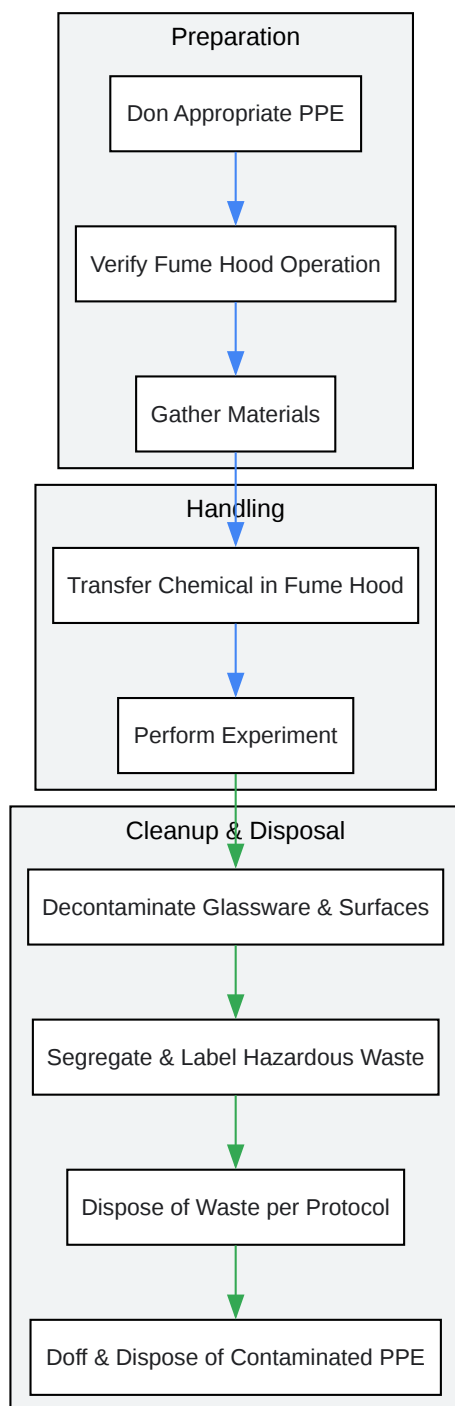 Preparation
Don Appropriate PPE
Verify Fume Hood Operation
Gather Materials
Handling
Transfer Chemical in Fume Hood
Perform Experiment
Cleanup & Disposal
Decontaminate Glassware & Surfaces
Segregate & Label Hazardous Waste
Dispose of Waste per Protocol
Doff & Dispose of Contaminated PPE